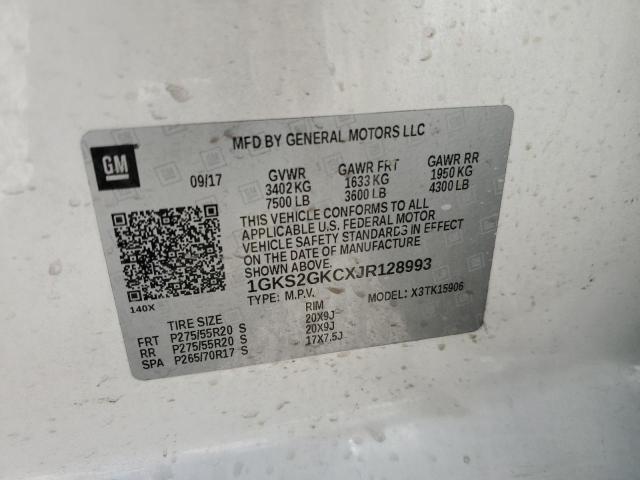 MFD BY GENERAL MOTORS LLC
GM
09/17
GVWR GAWR FRT GAWR RR
3402 KG 1633 KG 1950 KG
7500 LB 3600 LB 4300 LB
THIS VEHICLE CONFORMS TO ALL
APPLICABLE U.S. FEDERAL MOTOR
VEHICLE SAFETY STANDARDS IN EFFECT
ON THE DATE OF MANUFACTURE
SHOWN ABOVE.
1GKS2GKCXJR128993
TYPE: M.P.V. MODEL: X3TK15906
140X
TIRE SIZE RIM
FRT P275/55R20 S 20X9J
RR P275/55R20 S 20X9J
SPA P265/70R17 S 17X7.5J